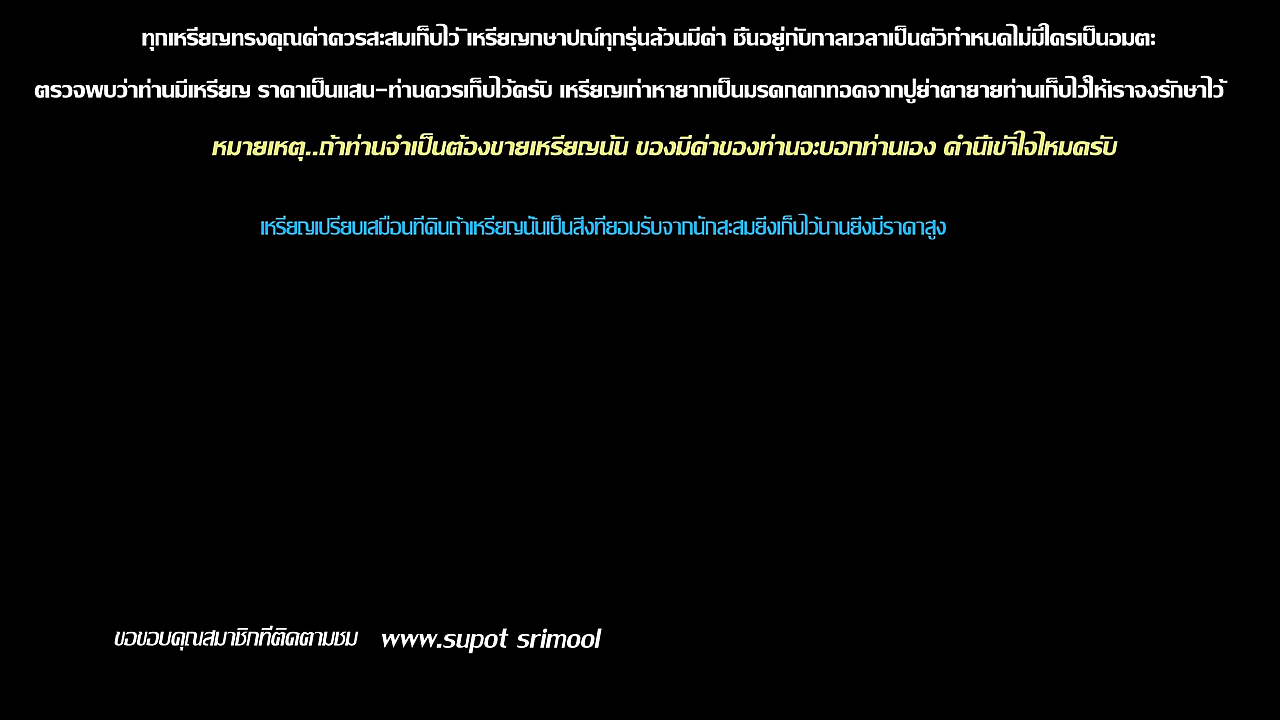 ทุกเหรียญทรงคุณค่าควรสะสมเก็บไว้ เหรียญกษาปณ์ทุกรุ่นล้วนมีค่า ขึ้นอยู่กับกาลเวลาเป็นตัวกำหนดไม่มีใครเป็นอมตะ
ตรวจพบว่าท่านมีเหรียญ ราคาเป็นแสน-ท่านควรเก็บไว้ครับ เหรียญเก่าหายากเป็นมรดกตกทอดจากปู่ย่าตายายท่านเก็บไว้ให้เราจงรักษาไว้
หมายเหตุ..ถ้าท่านจำเป็นต้องขายเหรียญนั้น ของมีค่าของท่านจะบอกท่านเอง คำนี้เข้าใจไหมครับ
เหรียญเปรียบเสมือนที่ดินถ้าเหรียญนั้นเป็นสิ่งที่ยอมรับจากนักสะสมยิ่งเก็บไว้นานยิ่งมีราคาสูง
ขอขอบคุณสมาชิกที่ติดตามชม www.supot srimool